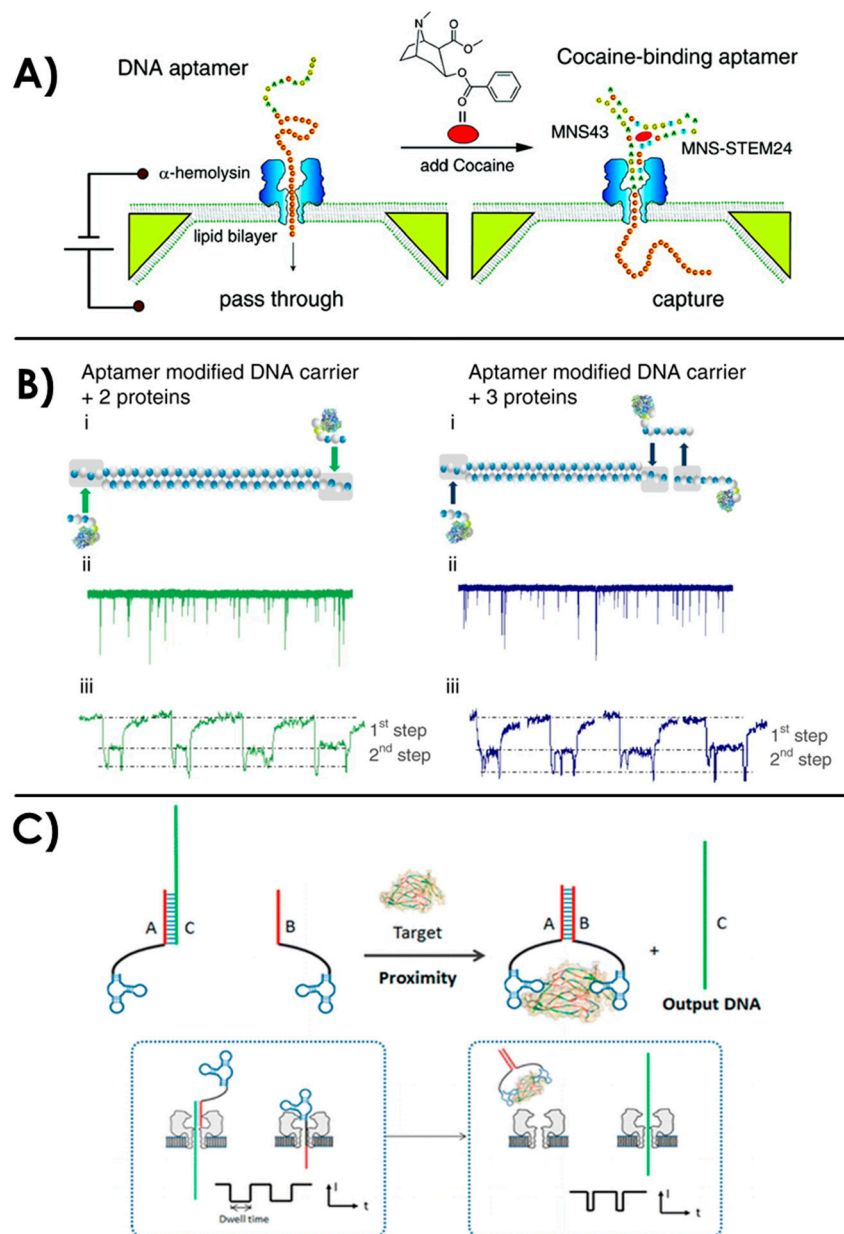 A)
DNA aptamer
N
O
O
O
O
Cocaine-binding aptamer
MNS43
MNS-STEM24
add Cocaine
α-hemolysin
lipid bilayer
pass through
capture
B)
Aptamer modified DNA carrier
+ 2 proteins
i
ii
iii
1st step
2nd step
Aptamer modified DNA carrier
+ 3 proteins
i
ii
iii
1st step
2nd step
C)
A
C
B
Target
Proximity
A
B
+
C
Output DNA
Dwell time
I
t
I
t